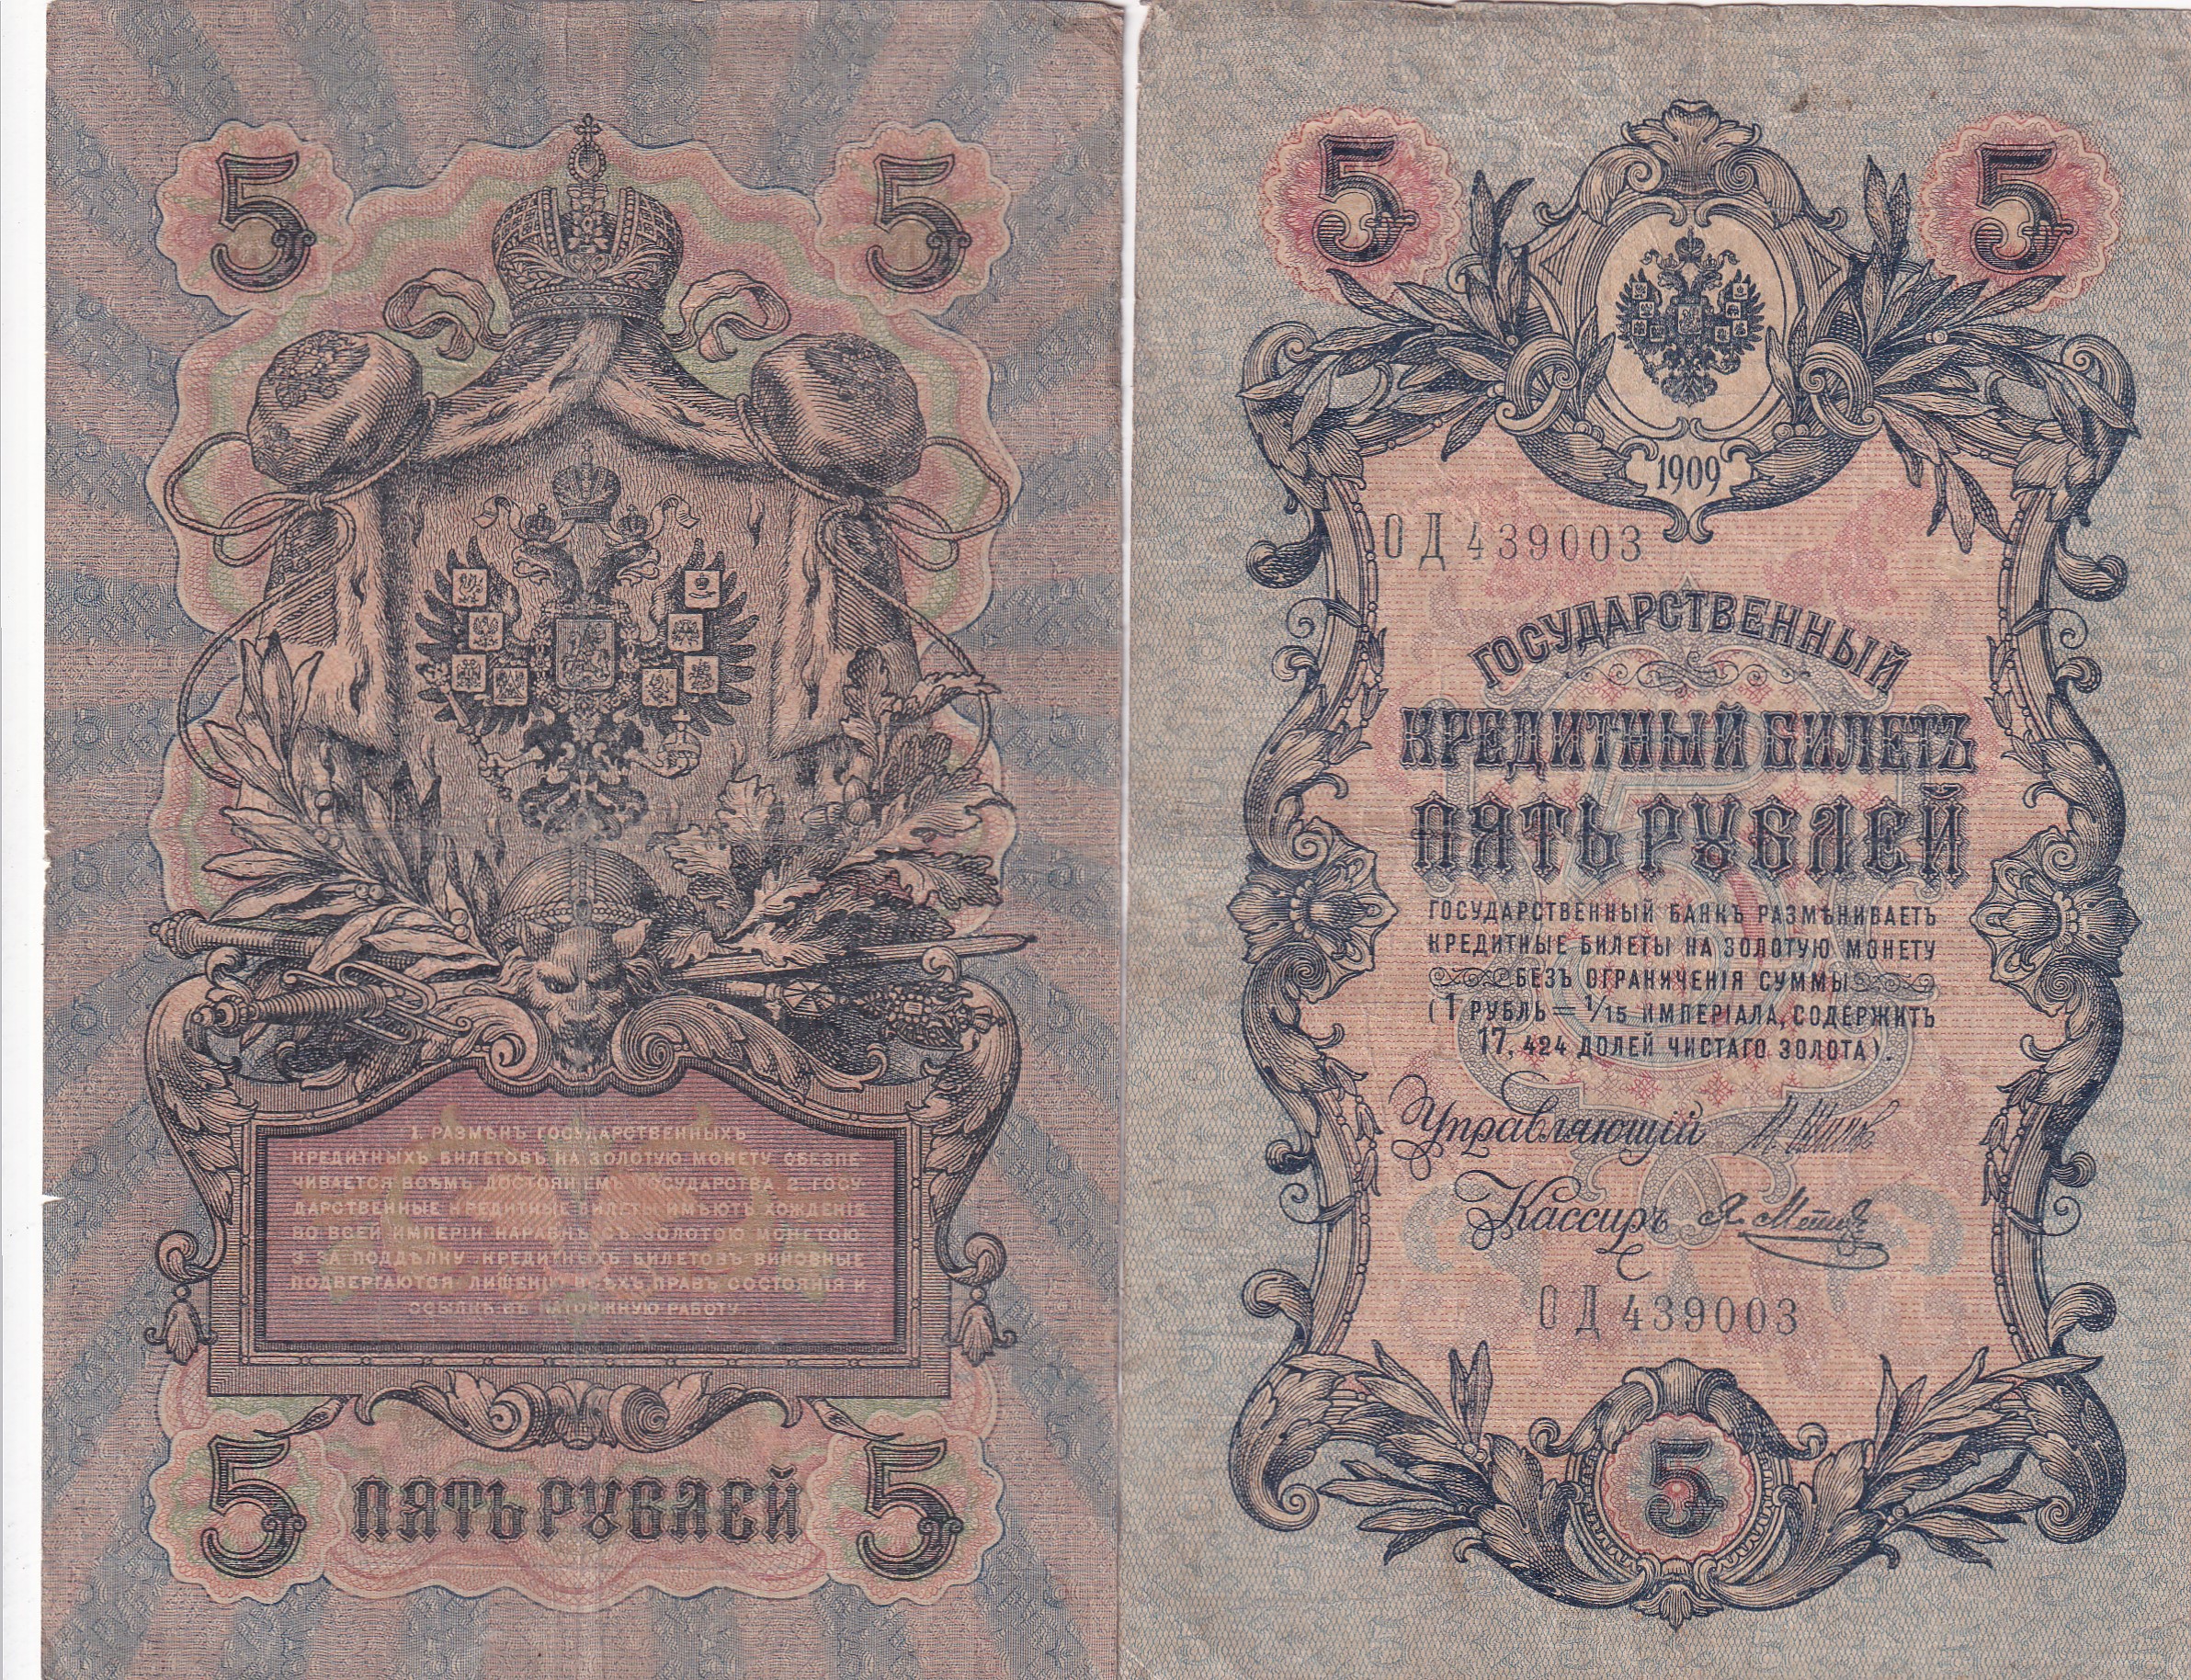 5 5
I. РАЗМѢНЪ ГОСУДАРСТВЕННЫХЪ
КРЕДИТНЫХЪ БИЛЕТОВЪ НА ЗОЛОТУЮ МОНЕТУ ОБЕЗПЕ
ЧИВАЕТСЯ ВСѢМЪ ДОСТОЯНІЕМЪ ГОСУДАРСТВА 2. ГОСУ
ДАРСТВЕННЫЕ КРЕДИТНЫЕ БИЛЕТЫ ИМѢЮТЪ ХОЖДЕНІЕ
ВО ВСЕЙ ИМПЕРІИ НАРАВНѢ СЪ ЗОЛОТОЮ МОНЕТОЮ
3 ЗА ПОДДѢЛКУ КРЕДИТНЫХЪ БИЛЕТОВЪ ВИНОВНЫЕ
ПОДВЕРГАЮТСЯ ЛИШЕНІЮ ВСѢХЪ ПРАВЪ СОСТОЯНІЯ И
ССЫЛКѢ ВЪ КАТОРЖНУЮ РАБОТУ.
5 ПЯТЬ РУБЛЕЙ 5
5 5
1909
ОД 439003
ГОСУДАРСТВЕННЫЙ
КРЕДИТНЫЙ БИЛЕТЪ
ПЯТЬ РУБЛЕЙ
ГОСУДАРСТВЕННЫЙ БАНКЪ РАЗМѢНИВАЕТЪ
КРЕДИТНЫЕ БИЛЕТЫ НА ЗОЛОТУЮ МОНЕТУ
БЕЗЪ ОГРАНИЧЕНІЯ СУММЫ
(1 РУБЛЬ = 1/15 ИМПЕРІАЛА, СОДЕРЖИТЪ
17,424 ДОЛЕЙ ЧИСТАГО ЗОЛОТА).
Управляющій
Кассиръ
ОД 439003
5